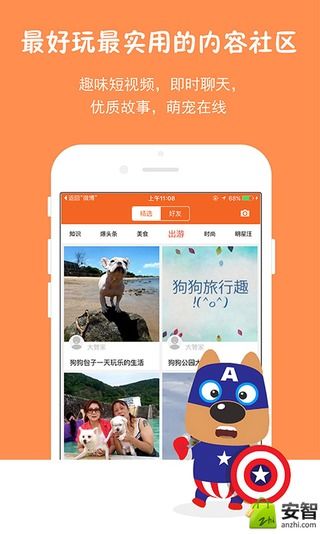 最好玩最实用的内容社区
趣味短视频，即时聊天，
优质故事，萌宠在线
返回"微博"
上午11:08
68%
精选
好友
知识
爆头条
美食
出游
时尚
明星汪
狗狗旅行趣
!(^o^)
大管家
大管家
狗狗包子一天玩乐的生活
狗狗公园大
A
安智
zhi
anzhi.com